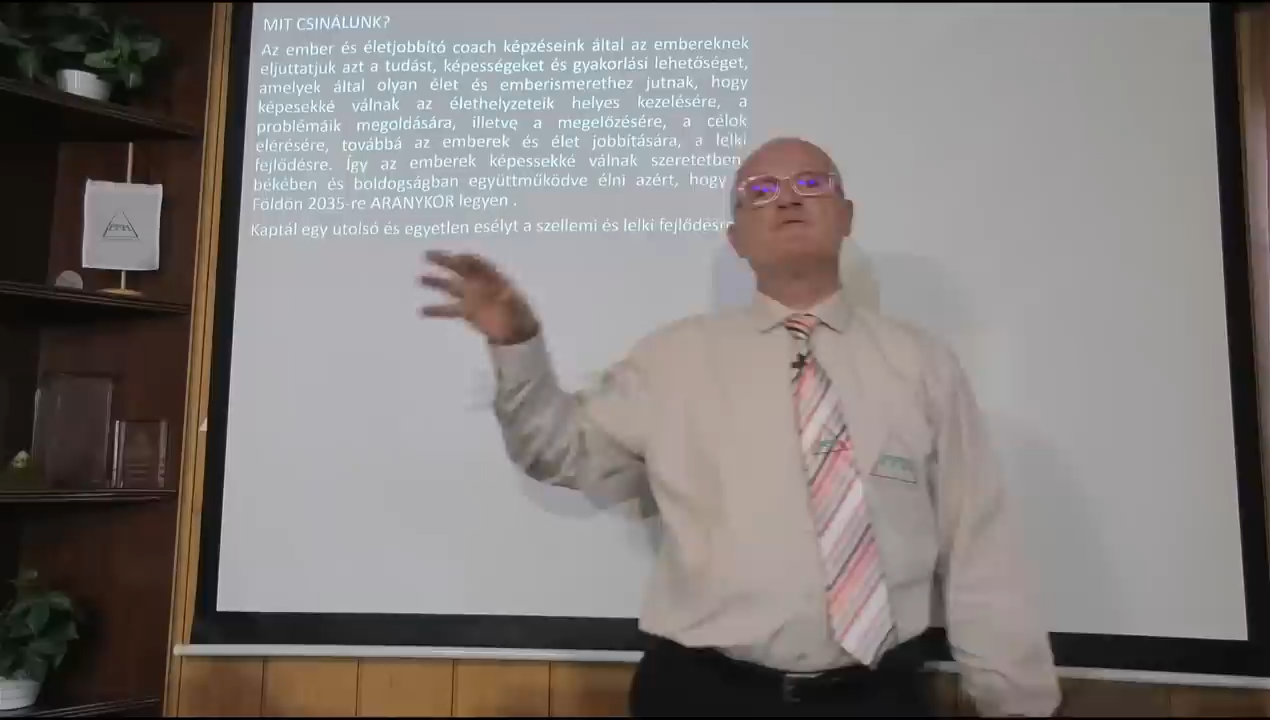 MIT CSINÁLUNK?
Az ember és életjobbító coach képzéseink által az embereknek
eljuttatjuk azt a tudást, képességeket és gyakorlási lehetőséget,
amelyek által olyan élet és emberismerethez jutnak, hogy
képesekké válnak az élethelyzeteik helyes kezelésére, a
problémáik megoldására, illetve a megelőzésére, a célok
elérésére, továbbá az emberek és élet jobbítására, a lelki
fejlődésre. Így az emberek képessekké válnak szeretetben,
békében és boldogságban együttműködve élni azért, hogy
Földön 2035-re ARANYKOR legyen .
Kaptál egy utolsó és egyetlen esélyt a szellemi és lelki fejlődésre